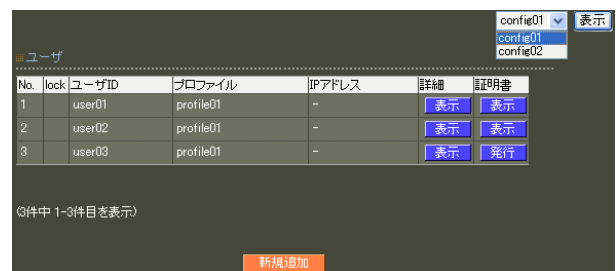 config01 表示
config01
config02
ユーザ
No. lock ユーザID プロファイル IPアドレス 詳細 証明書
1 user01 profile01 - 表示 表示
2 user02 profile01 - 表示 表示
3 user03 profile01 - 表示 発行
(3件中 1-3件目を表示)
新規追加